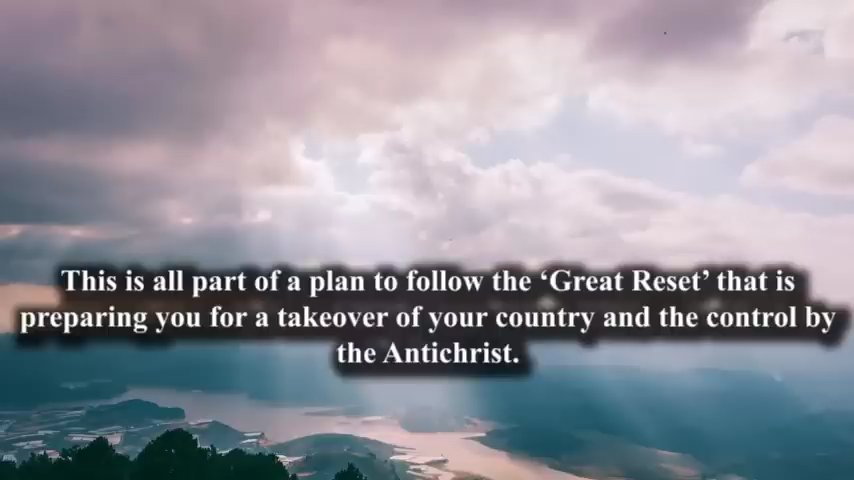 This is all part of a plan to follow the ‘Great Reset’ that is
preparing you for a takeover of your country and the control by
the Antichrist.